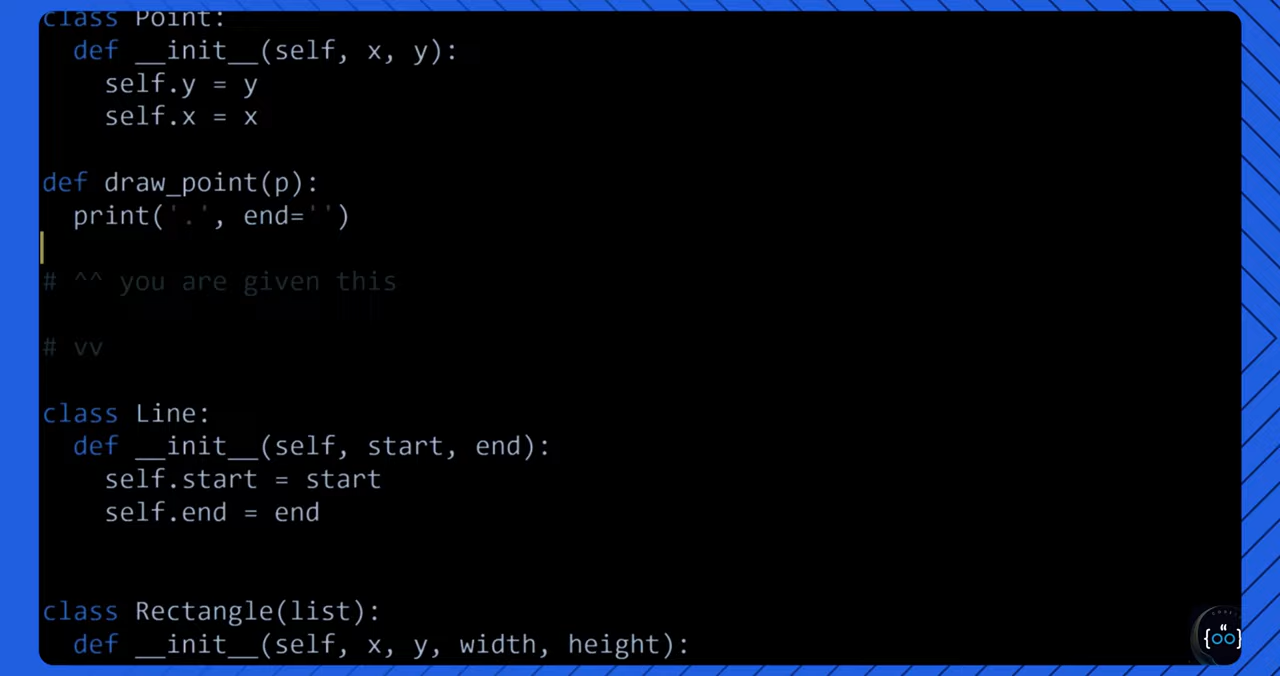 class Point:
  def __init__(self, x, y):
    self.y = y
    self.x = x
def draw_point(p):
  print('.', end='')
# ^^ you are given this
# vv
class Line:
  def __init__(self, start, end):
    self.start = start
    self.end = end
class Rectangle(list):
  def __init__(self, x, y, width, height):
{oo}